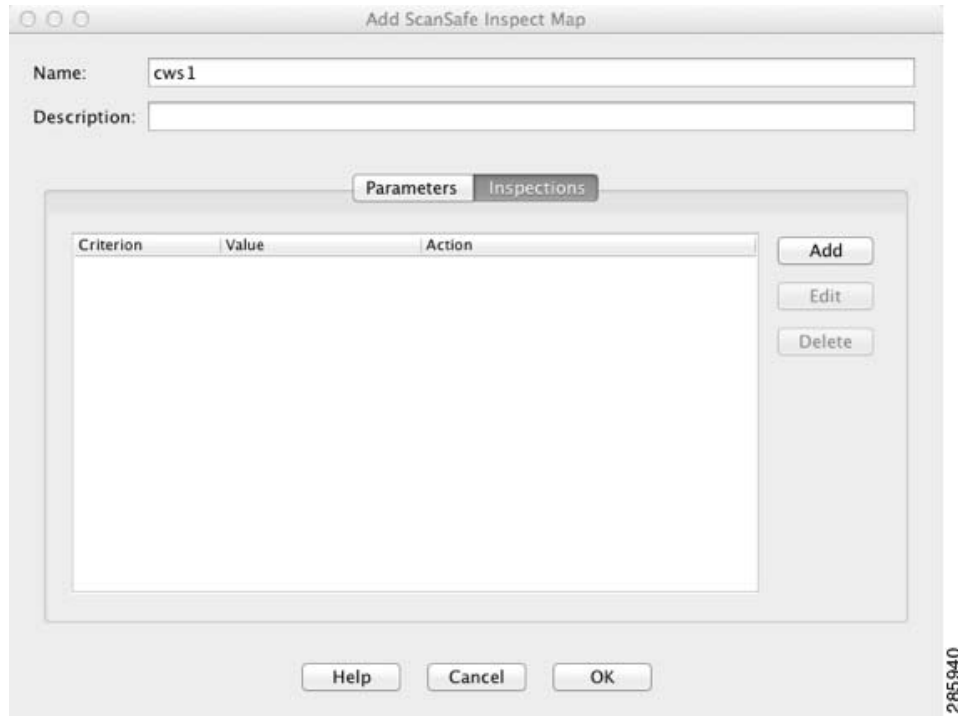 Add ScanSafe Inspect Map
Name: cws1
Description:
Parameters Inspections
Criterion Value Action
Add
Edit
Delete
Help Cancel OK
285940